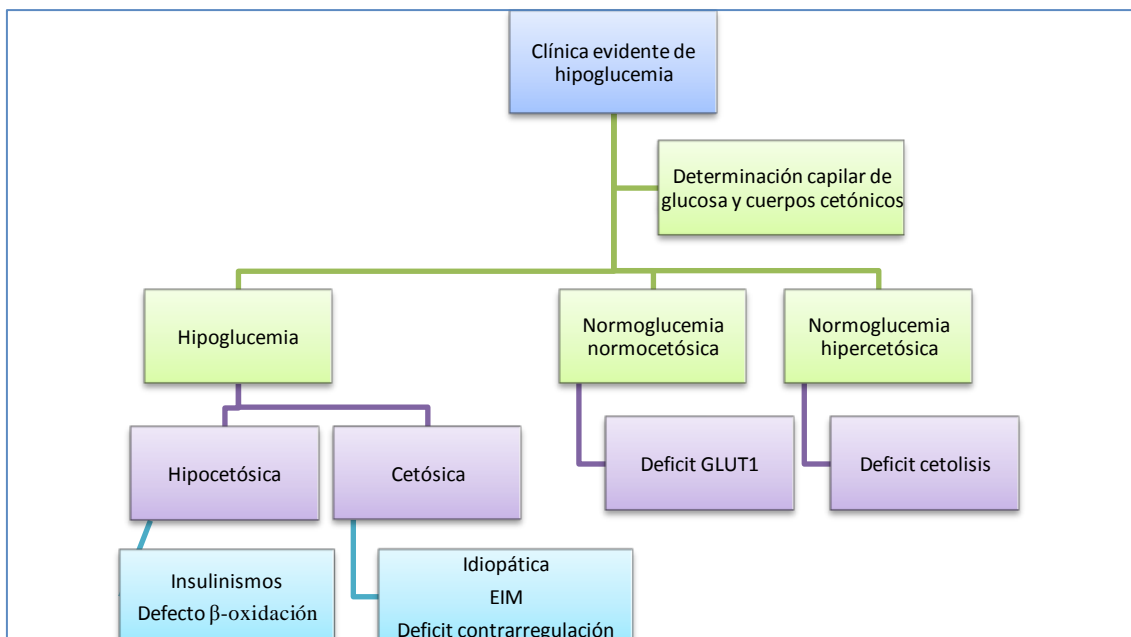 Clínica evidente de
hipoglucemia
Determinación capilar de
glucosa y cuerpos cetónicos
Hipoglucemia
Normoglucemia
normocetósica
Normoglucemia
hipercetósica
Hipocetósica
Cetósica
Deficit GLUT1
Deficit cetolisis
Insulinismos
Defecto β-oxidación
Idiopática
EIM
Deficit contrarregulación